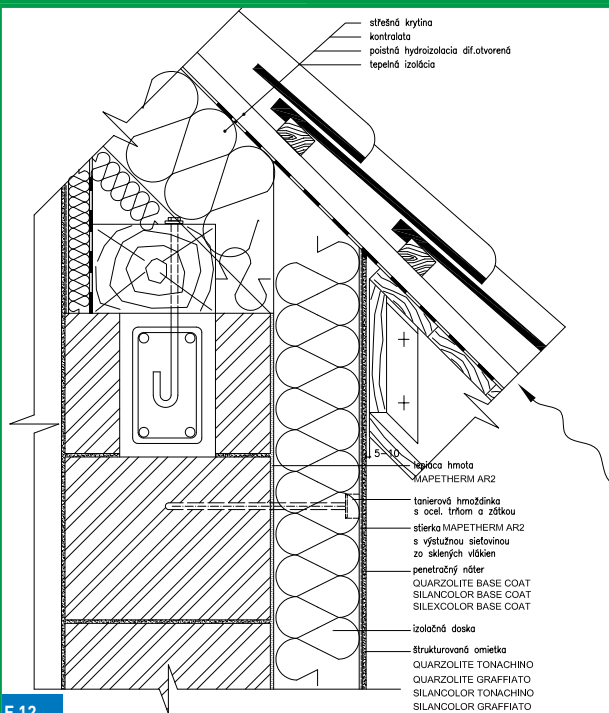 střešná krytina
kontralata
poistná hydroizolacia dif.otvorená
tepelná izolácia
5-10
lepiaca hmota
MAPETHERM AR2
tanierová hmoždinka
s ocel. tŕňom a zátkou
stierka MAPETHERM AR2
s výstužnou sieťovinou
zo sklených vlákien
penetračný náter
QUARZOLITE BASE COAT
SILANCOLOR BASE COAT
SILEXCOLOR BASE COAT
izolačná doska
štrukturovaná omietka
QUARZOLITE TONACHINO
QUARZOLITE GRAFFIATO
SILANCOLOR TONACHINO
SILANCOLOR GRAFFIATO